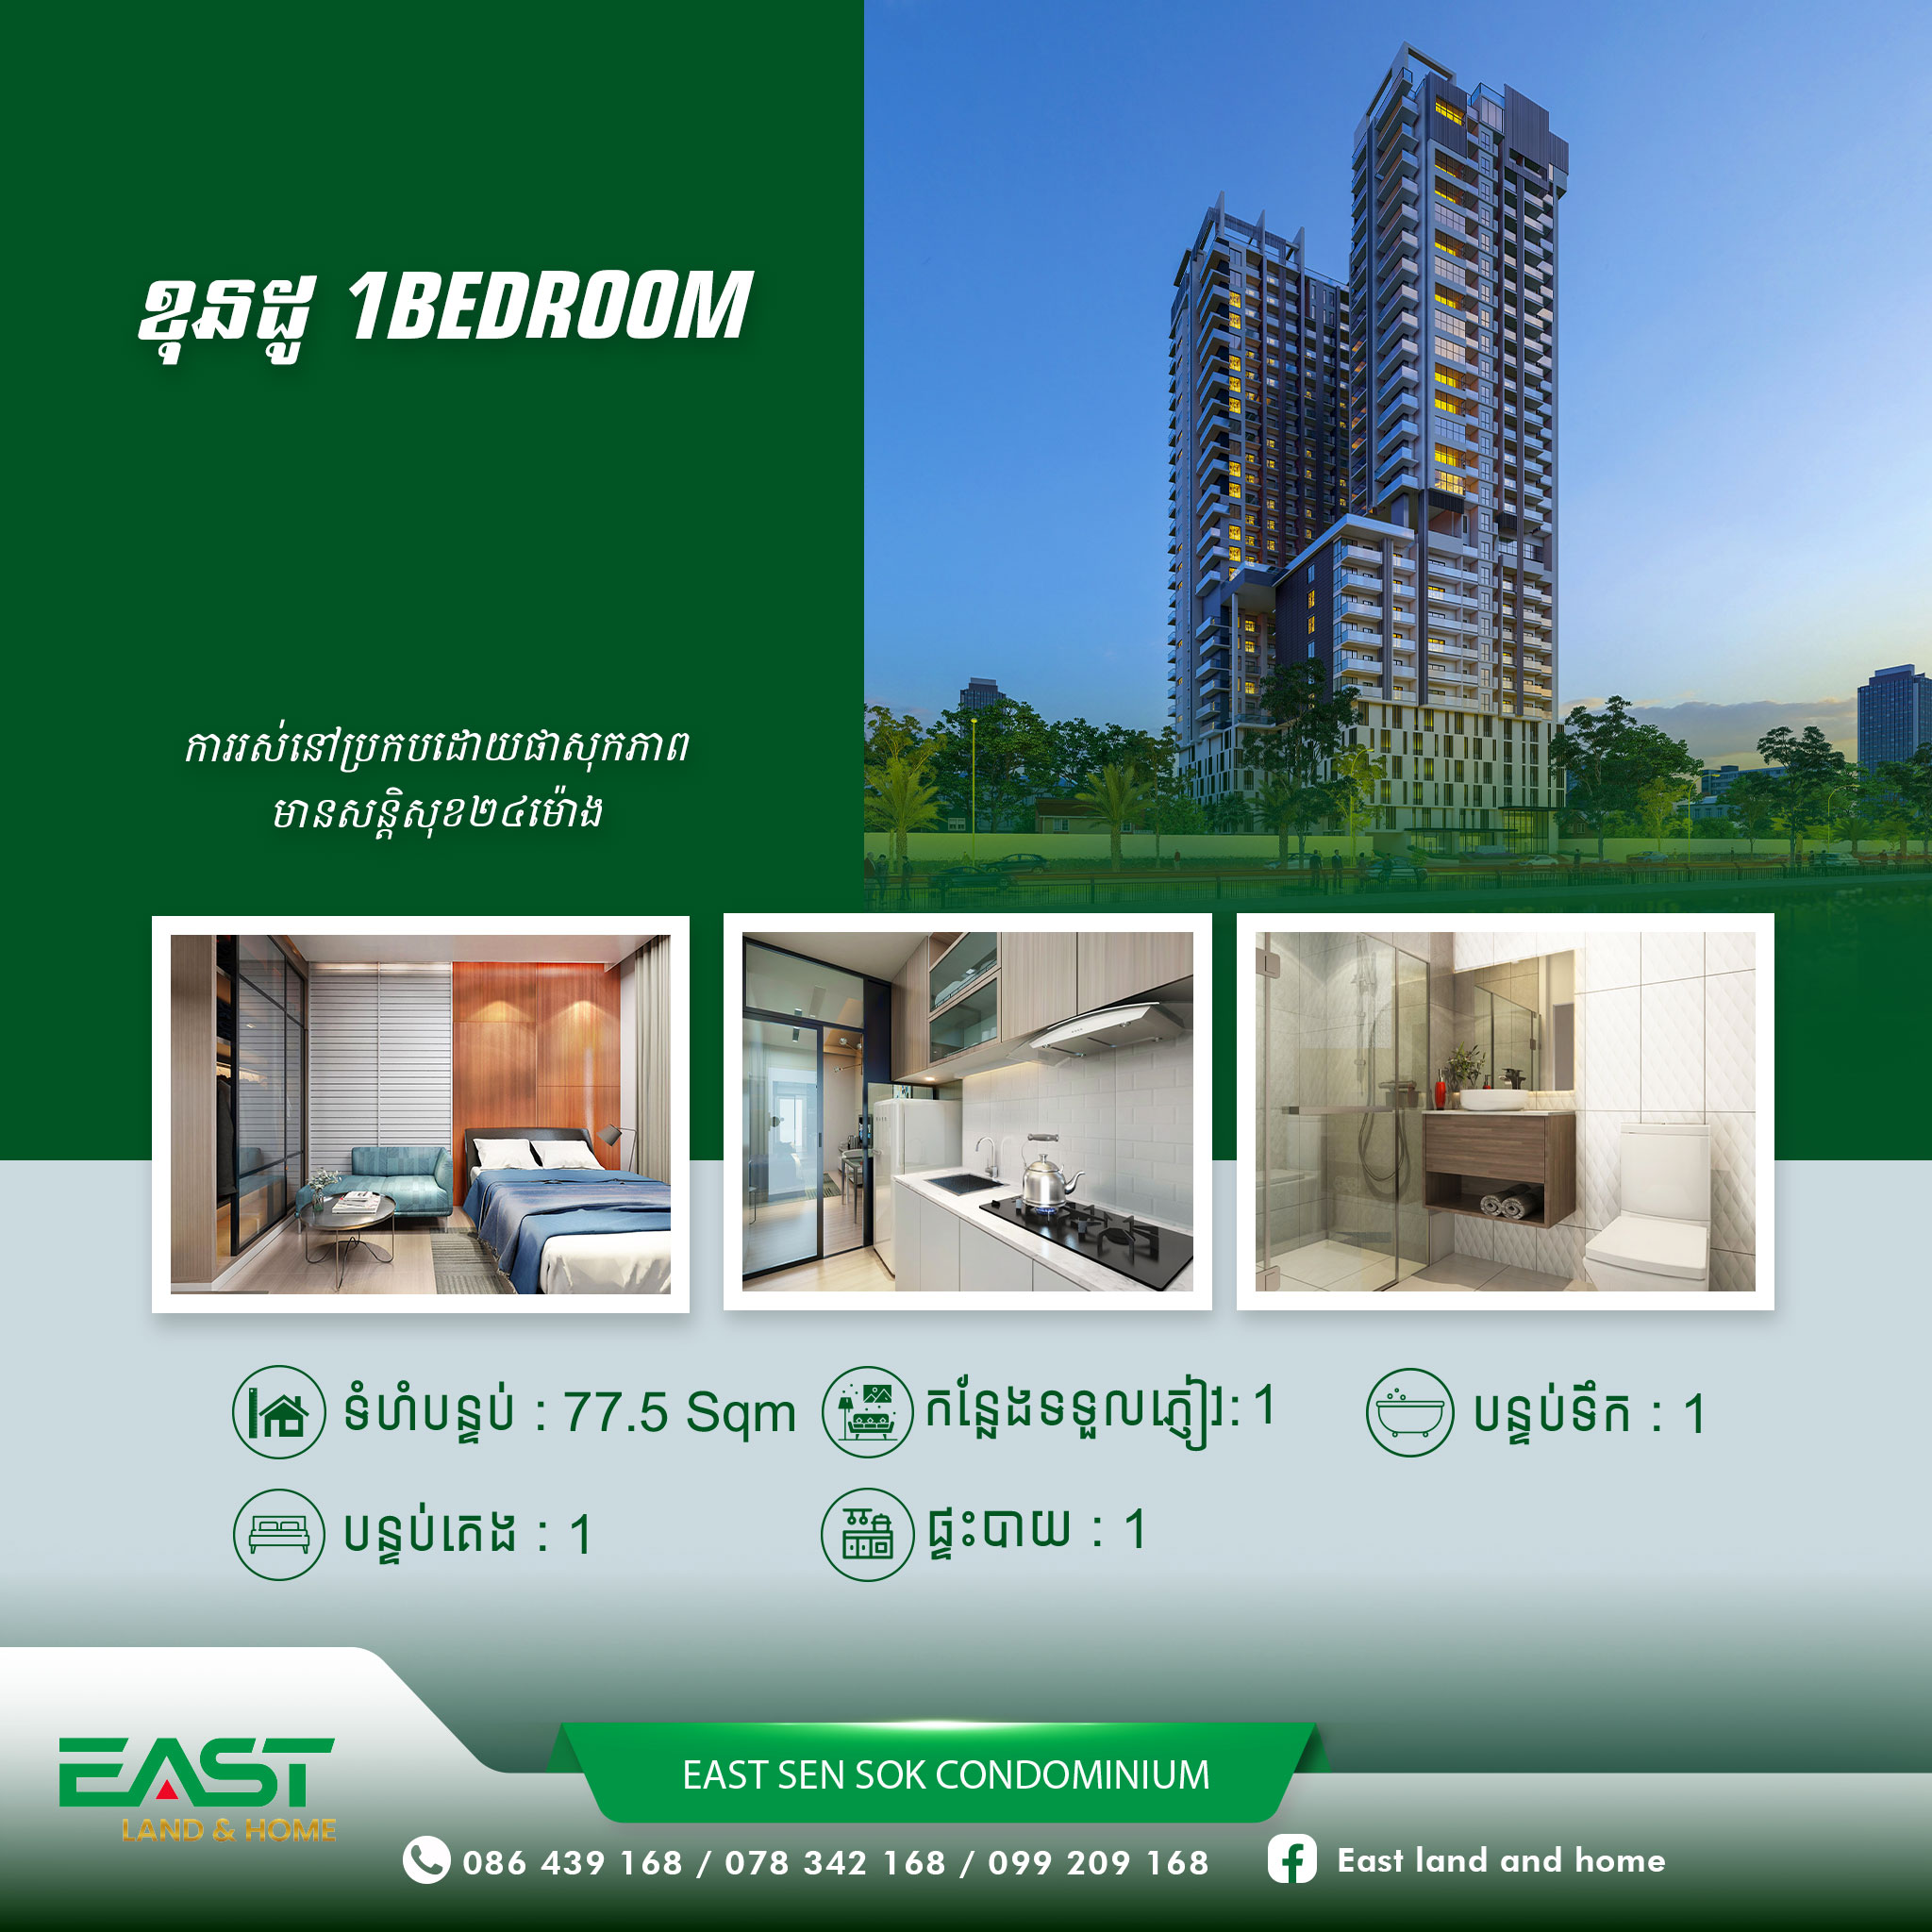 ខុនដូ 1BEDROOM
ការរស់នៅប្រកបដោយផាសុកភាព
មានសន្តិសុខ២៤ម៉ោង
ទំហំបន្ទប់ : 77.5 Sqm
កន្លែងទទួលភ្ញៀវ: 1
បន្ទប់ទឹក : 1
បន្ទប់គេង : 1
ផ្ទះបាយ : 1
EAST
LAND & HOME
EAST SEN SOK CONDOMINIUM
086 439 168 / 078 342 168 / 099 209 168
East land and home